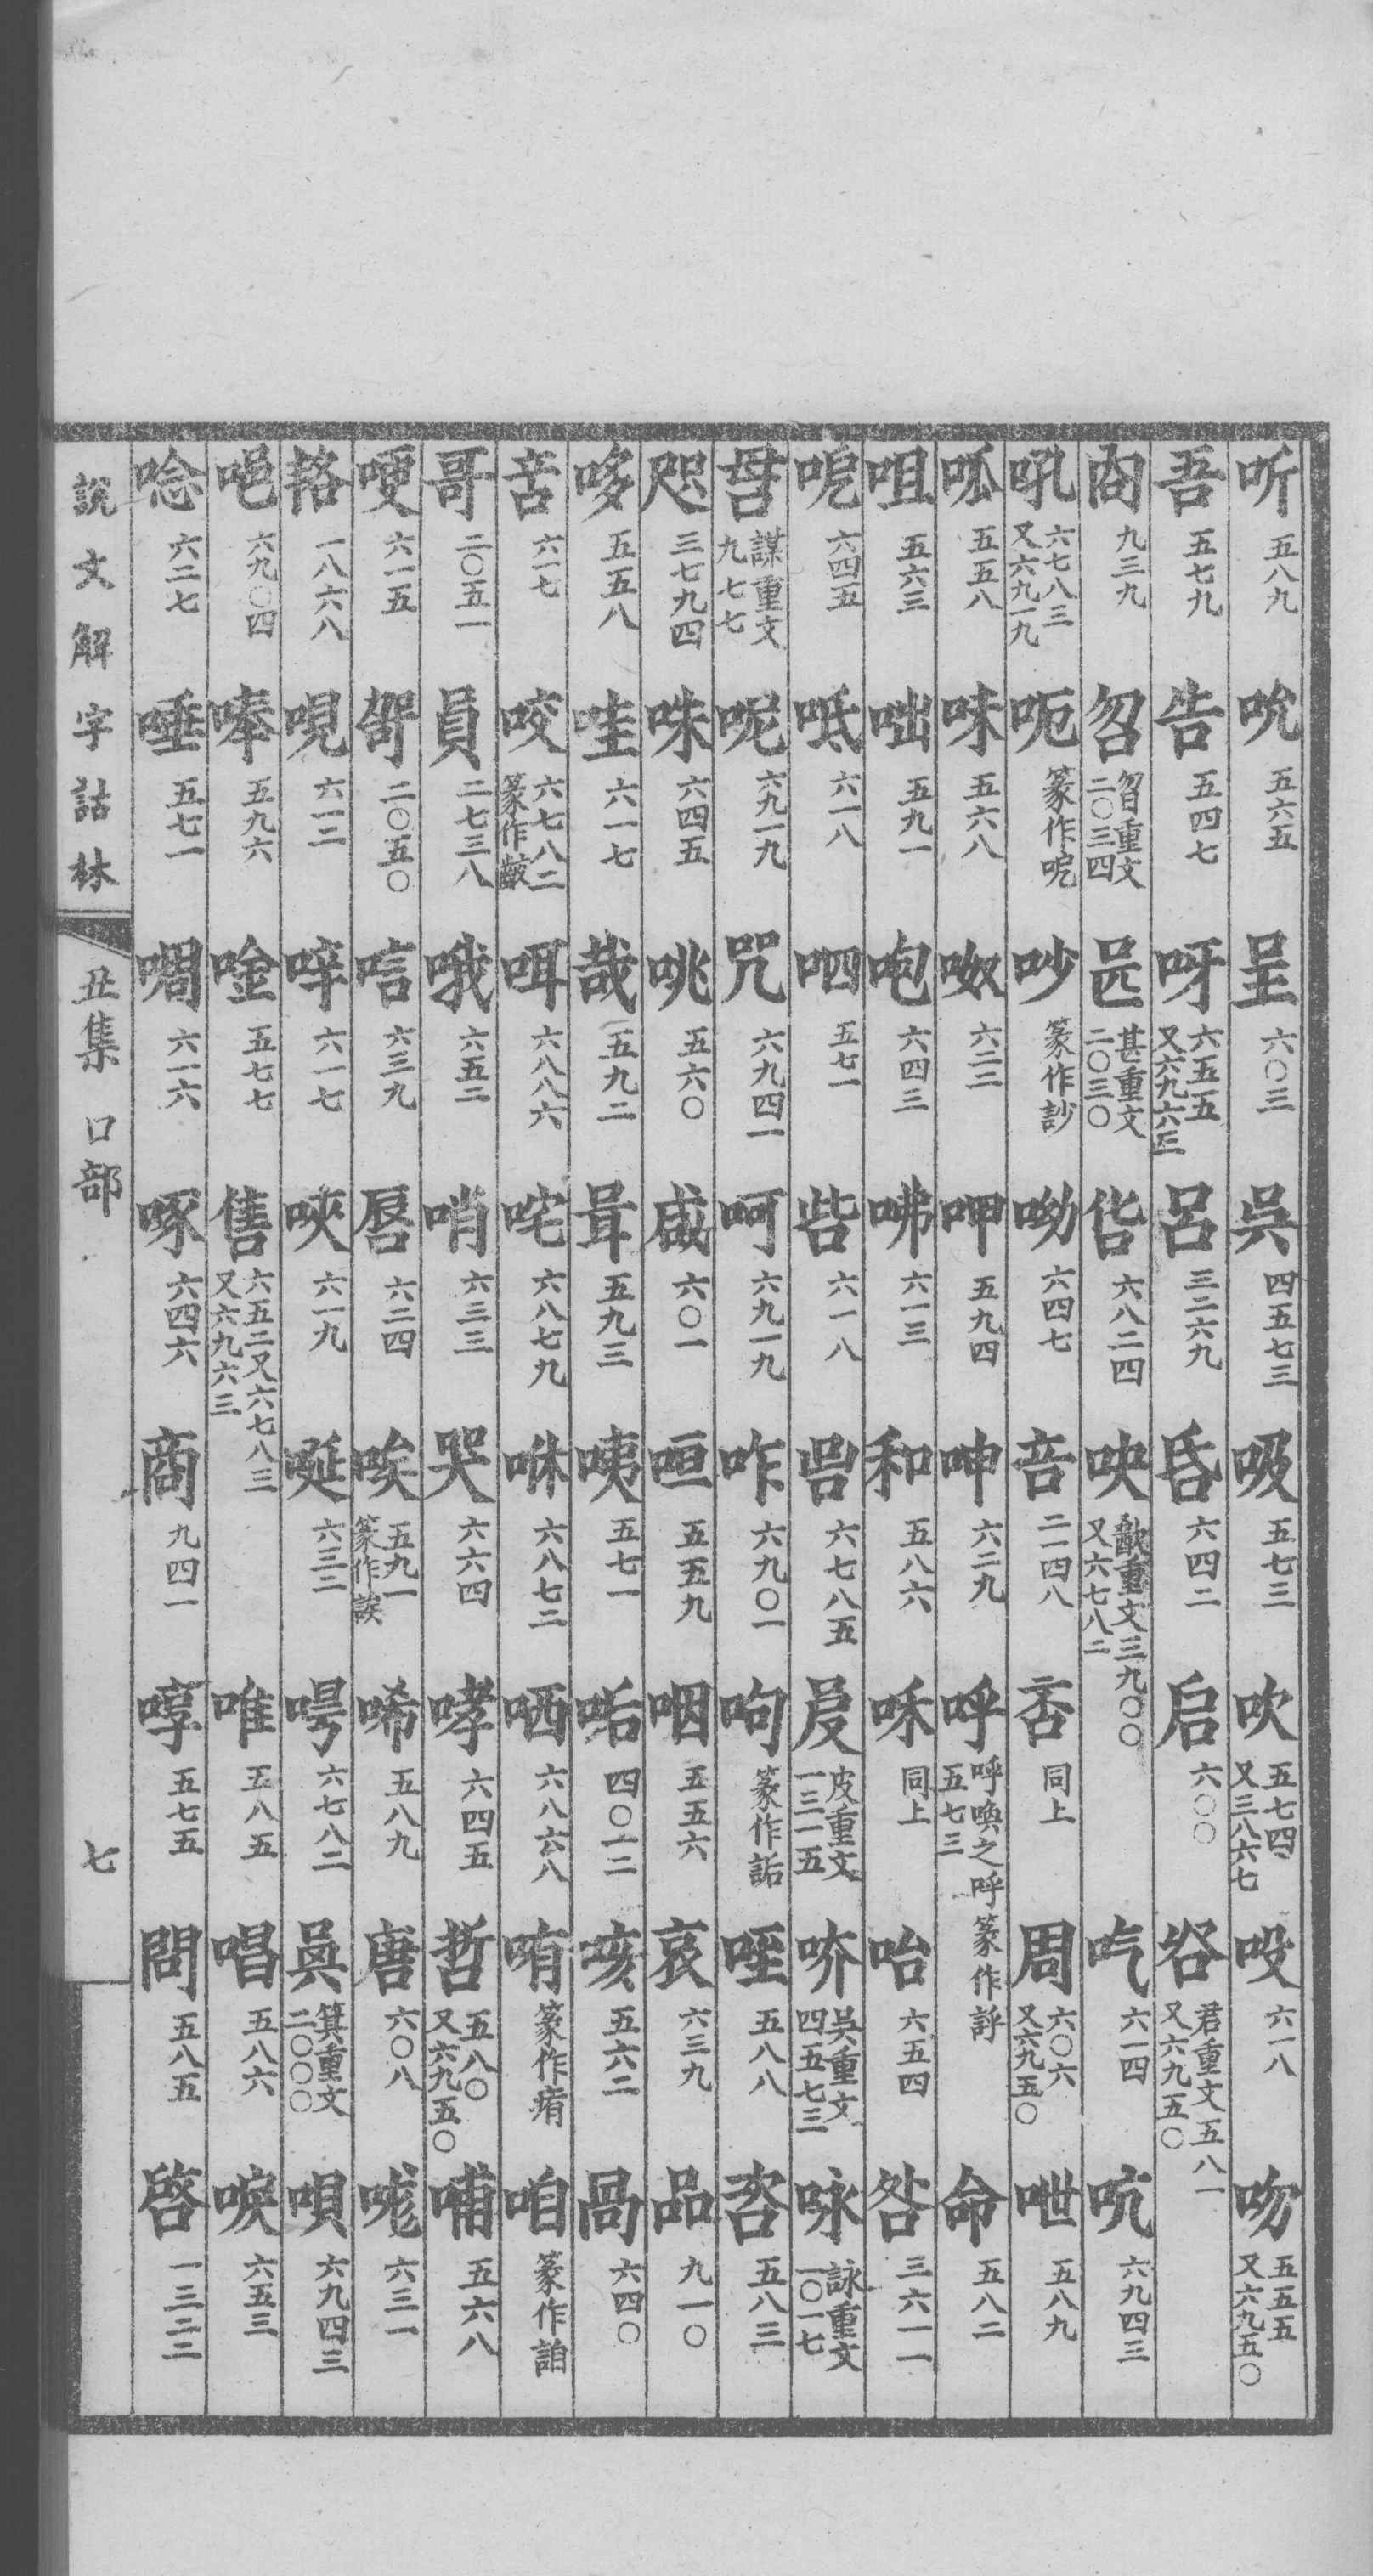 听 五八九 吮 五六五 呈 六〇三 吳 四五七三 吸 五七三 吹 五七四 又三八六七 吺 六一八 吻 五五五 又六九五〇
吾 五七九 告 五四七 呀 六五五 又六九六三 呂 三二六九 昏 六四二 启 六〇〇 君重文五八一 又六九五〇
㕯 九三九 曶重文 二〇三四 甚重文 二〇三〇 呇 六八二四 吷 歠重文三九〇〇 又六七八二 吃 六一四 吭 六九四三
吼 六七八三 又六九一九 呃 篆作呝 吵 篆作訬 呦 六四七 咅 二一四八 否 同上 周 六〇六 又六九五〇 呭 五八九
呱 五五八 味 五六八 呶 六二二 呷 五九四 呻 六二九 呼 呼喚之呼篆作評 五七三 命 五八二
咀 五六三 咄 五九一 咆 六四三 咈 六一三 和 五八六 咊 同上 咍 六五四 咎 三六一一
呝 六四五 呧 六一八 呬 五七一 呰 六一八 喾 六七八五 皮重文 一三一五 吳重文 四五七三 咏 詠重文 一〇一七
謀重文 九七七 呢 六九一九 咒 六九四一 呵 六九一九 咋 六九〇一 呴 篆作詬 咥 五八八 咨 五八三
咫 三七九四 咮 六四五 咷 五六〇 咸 六〇一 咺 五五九 咽 五五六 哀 六三九 品 九一〇
哆 五五八 哇 六一七 哉 五九二 咠 五九三 咦 五七一 咶 四〇一二 咳 五六二 咼 六四〇
六一七 咬 六七八二 篆作齩 咡 六八八六 咤 六八七九 咻 六八七二 哂 六八六八 哊 篆作痏 咱 篆作詯
哥 二〇五一 員 二七三八 哦 六五二 哨 六三三 哭 六六四 哮 六四五 哲 五八〇 又六九五〇 哺 五六八
哽 六一五 哿 二〇五〇 唁 六三九 唇 六二四 唉 五九一 篆作誒 唏 五八九 唐 六〇八 哤 六三一
一八六八 哯 六一二 㖕 六一七 唊 六一九 唌 六三二 六七八二 箕重文 二〇〇〇 唄 六九四三
唈 六九〇四 唪 五九六 唫 五七七 售 六五二又六七八三 又六九六三 唯 五八五 唱 五八六 唳 六五三
唸 六二七 唾 五七一 啁 六一六 啄 六四六 商 九四一 啍 五七五 問 五八五 啓 一三二二
說文解字詁林 丑集 口部 七